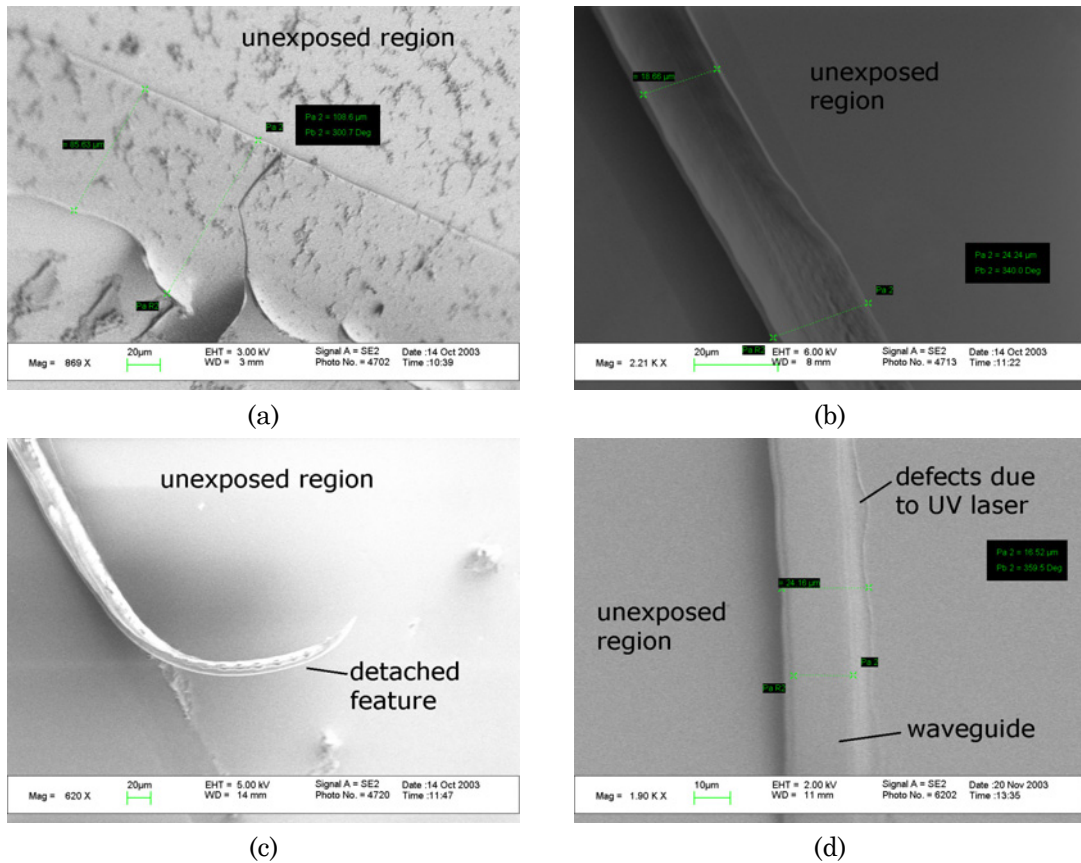 unexposed region
Pa 2 = 108.6 µm
Pb 2 = 300.7 Deg
Pa 2
= 85.63 µm
Pa R2
Mag = 869 X
20µm
EHT = 3.00 kV
WD = 3 mm
Signal A = SE2
Photo No. = 4702
Date :14 Oct 2003
Time :10:39
(a)
unexposed
region
= 18.66 µm
Pa 2 = 24.24 µm
Pb 2 = 340.0 Deg
Pa 2
Pa R2
Mag = 2.21 K X
20µm
EHT = 6.00 kV
WD = 8 mm
Signal A = SE2
Photo No. = 4713
Date :14 Oct 2003
Time :11:22
(b)
unexposed region
detached
feature
Mag = 620 X
20µm
EHT = 5.00 kV
WD = 14 mm
Signal A = SE2
Photo No. = 4720
Date :14 Oct 2003
Time :11:47
(c)
defects due
to UV laser
Pa 2 = 16.52 µm
Pb 2 = 359.5 Deg
= 24.16 µm
unexposed
region
Pa 2
Pa R2
waveguide
Mag = 1.90 K X
10µm
EHT = 2.00 kV
WD = 11 mm
Signal A = SE2
Photo No. = 6202
Date :20 Nov 2003
Time :13:35
(d)